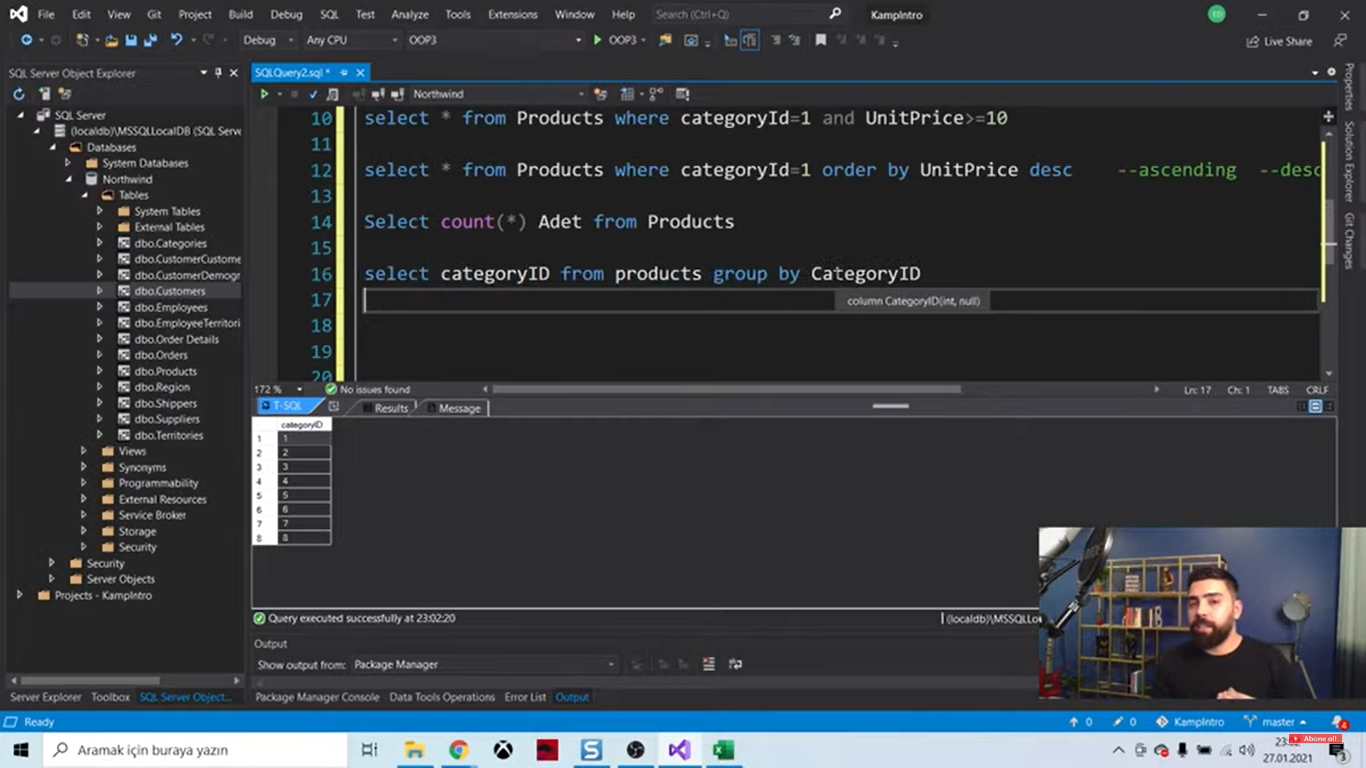 File Edit View Git Project Build Debug SQL Test Analyze Tools Extensions Window Help Search (Ctrl+Q) KampIntro
Debug Any CPU OOP3 OOP3 Live Share
SQL Server Object Explorer
SQLQuery2.sql *
Northwind
SQL Server
(localdb)\MSSQLLocalDB (SQL Serve
Databases
System Databases
Northwind
Tables
System Tables
External Tables
dbo.Categories
dbo.CustomerCustome
dbo.CustomerDemogr
dbo.Customers
dbo.Employees
dbo.EmployeeTerritori
dbo.Order Details
dbo.Orders
dbo.Products
dbo.Region
dbo.Shippers
dbo.Suppliers
dbo.Territories
Views
Synonyms
Programmability
External Resources
Service Broker
Storage
Security
Security
Server Objects
Projects - KampIntro
10 select * from Products where categoryId=1 and UnitPrice>=10
11
12 select * from Products where categoryId=1 order by UnitPrice desc --ascending --desc
13
14 Select count(*) Adet from Products
15
16 select categoryID from products group by CategoryID
17
column CategoryID(int, null)
18
19
20
172 % No issues found Ln: 17 Ch: 1 TABS CRLF
T-SQL Results Message
categoryID
1 1
2 2
3 3
4 4
5 5
6 6
7 7
8 8
Query executed successfully at 23:02:20 (localdb)\MSSQLLo
Output
Show output from: Package Manager
Server Explorer Toolbox SQL Server Object... Package Manager Console Data Tools Operations Error List Output
Properties
Solution Explorer
Git Changes
Ready 0 0 KampIntro master 4
Aramak için buraya yazın
Abone ol!
27.01.2021
3